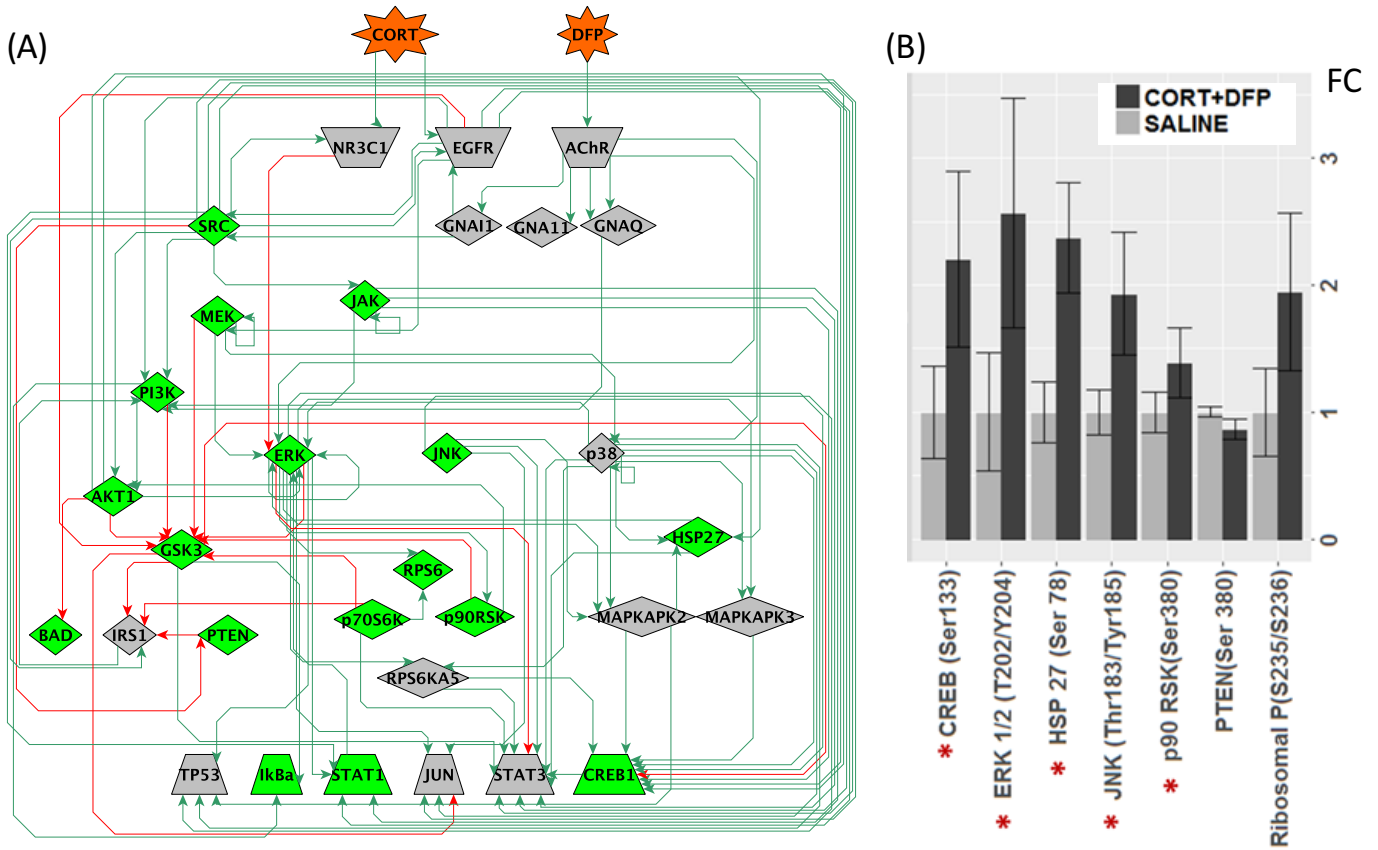 (A)
CORT
DFP
NR3C1
EGFR
AChR
SRC
GNAI1
GNA11
GNAQ
MEK
JAK
PI3K
ERK
JNK
p38
AKT1
GSK3
HSP27
RPS6
BAD
IRS1
PTEN
p70S6K
p90RSK
MAPKAPK2
MAPKAPK3
RPS6KA5
TP53
IkBa
STAT1
JUN
STAT3
CREB1
(B)
FC
CORT+DFP
SALINE
3
2
1
0
* CREB (Ser133)
* ERK 1/2 (T202/Y204)
* HSP 27 (Ser 78)
* JNK (Thr183/Tyr185)
* p90 RSK(Ser380)
PTEN(Ser 380)
Ribosomal P(S235/S236)